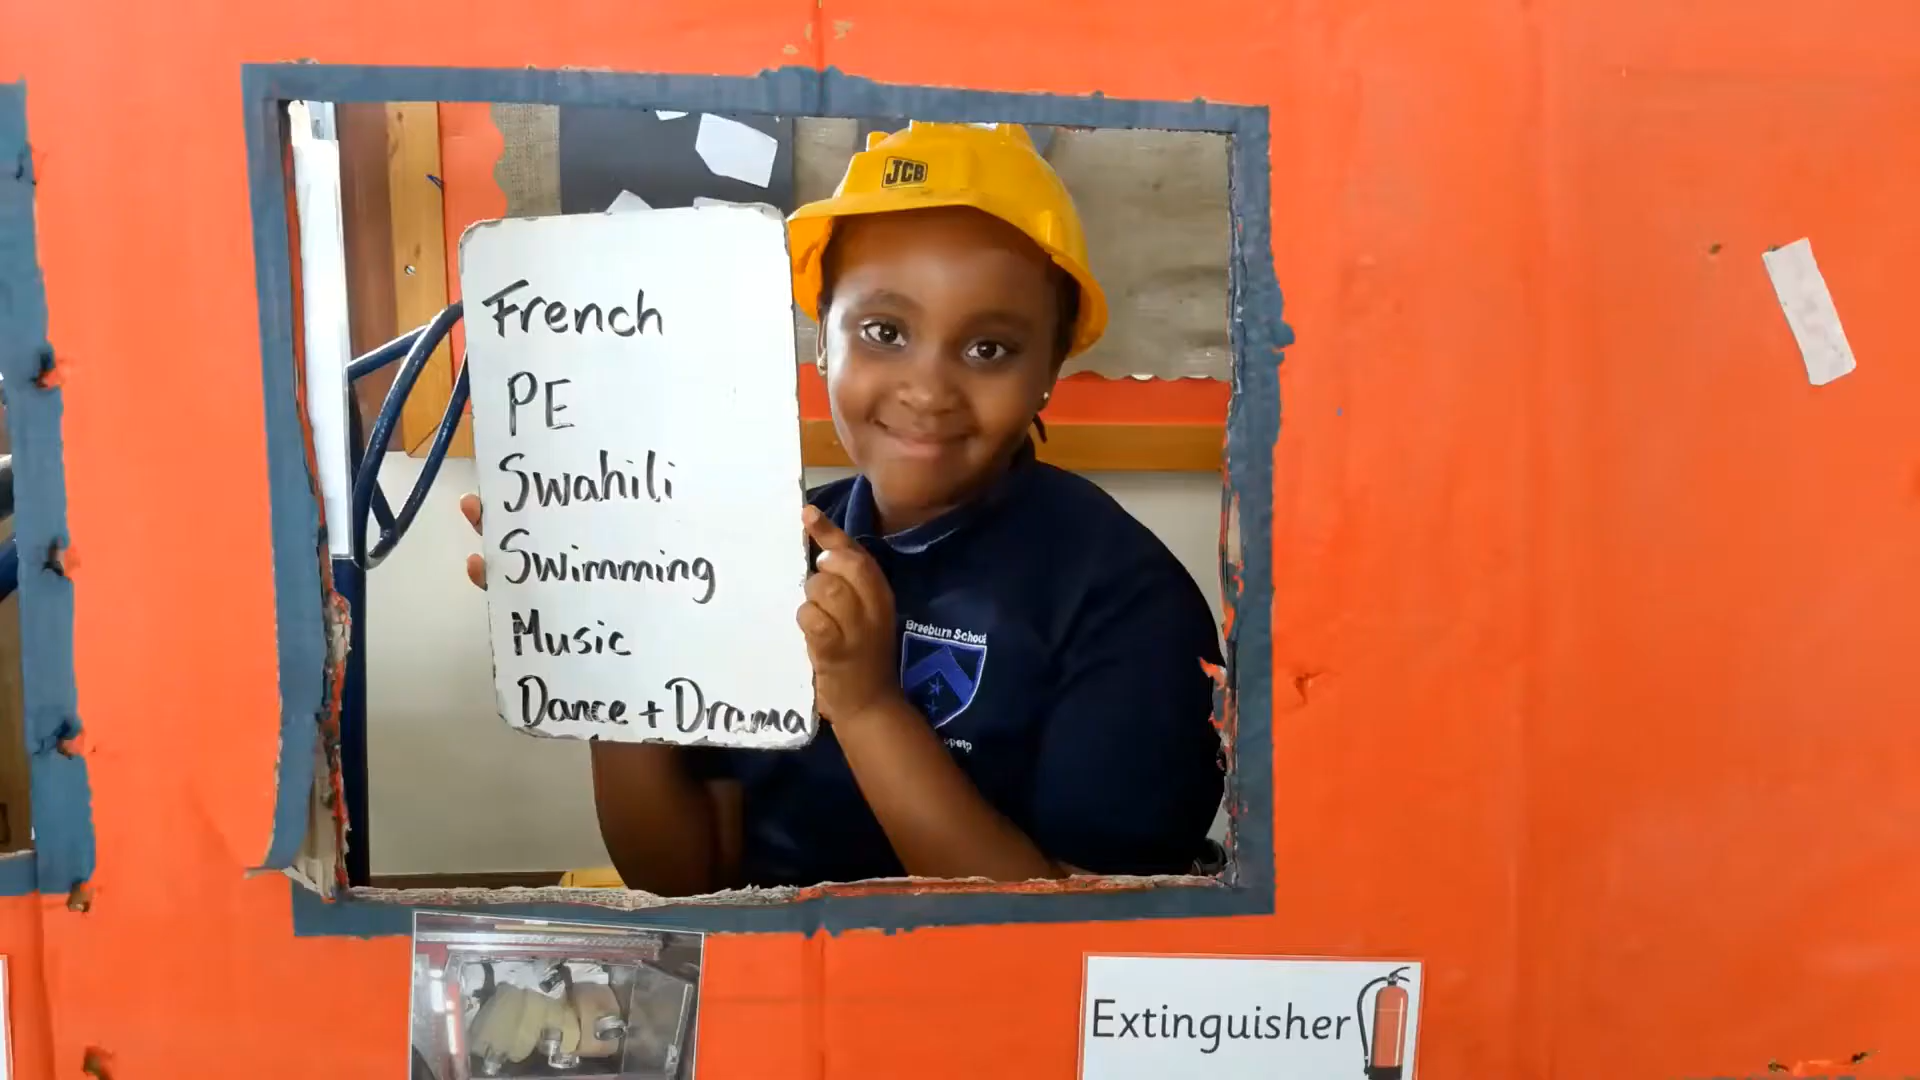 JCB
French
PE
Swahili
Swimming
Music
Dance + Drama
Braeburn School
Extinguisher